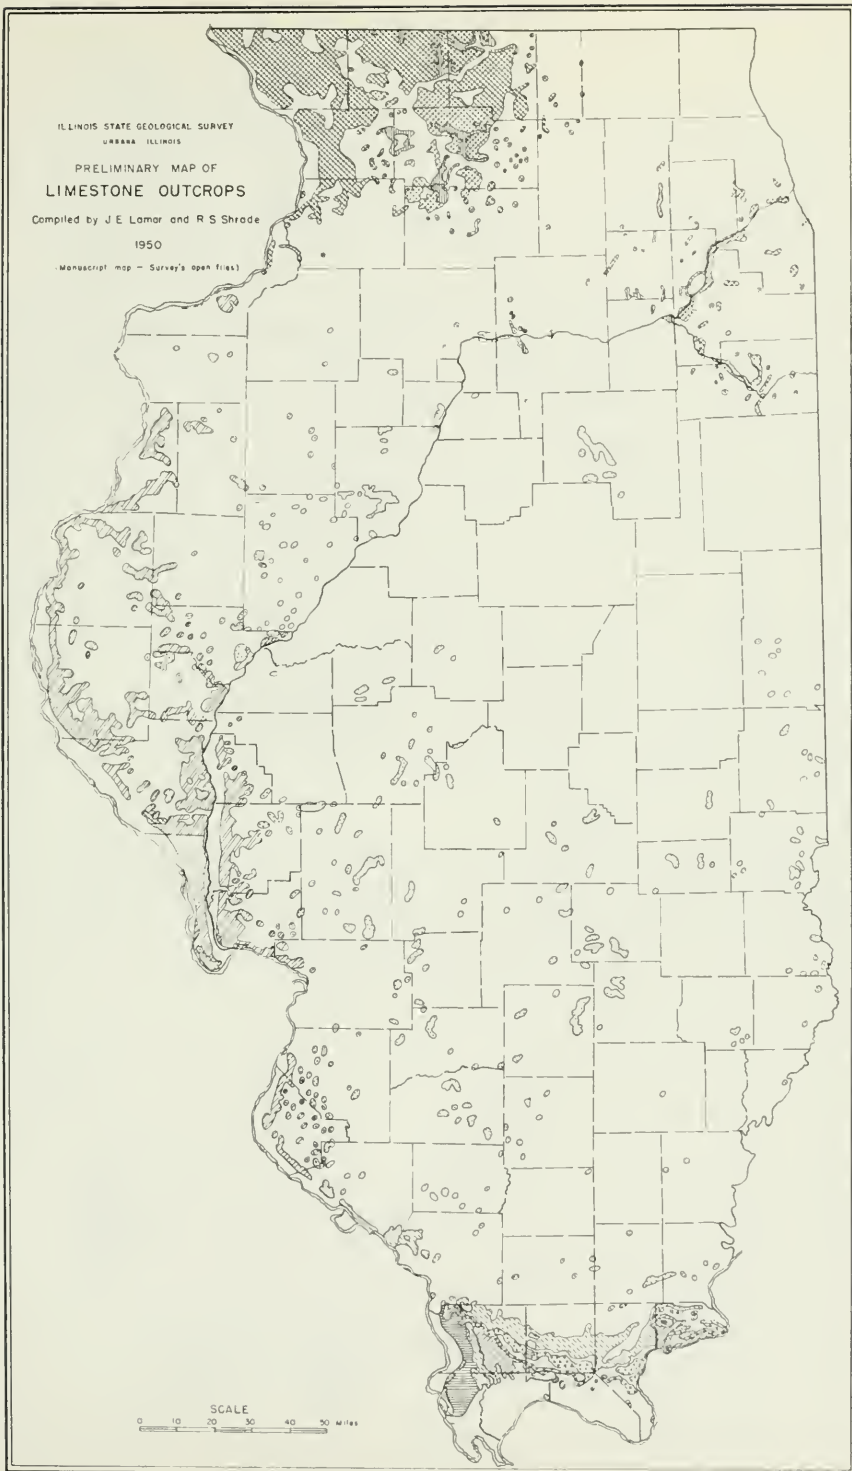 ILLINOIS STATE GEOLOGICAL SURVEY
URBANA ILLINOIS
PRELIMINARY MAP OF
LIMESTONE OUTCROPS
Compiled by J E Lamar and R S Shrode
1950
(Manuscript map — Survey's open files)
SCALE
0 10 20 30 40 50 Miles